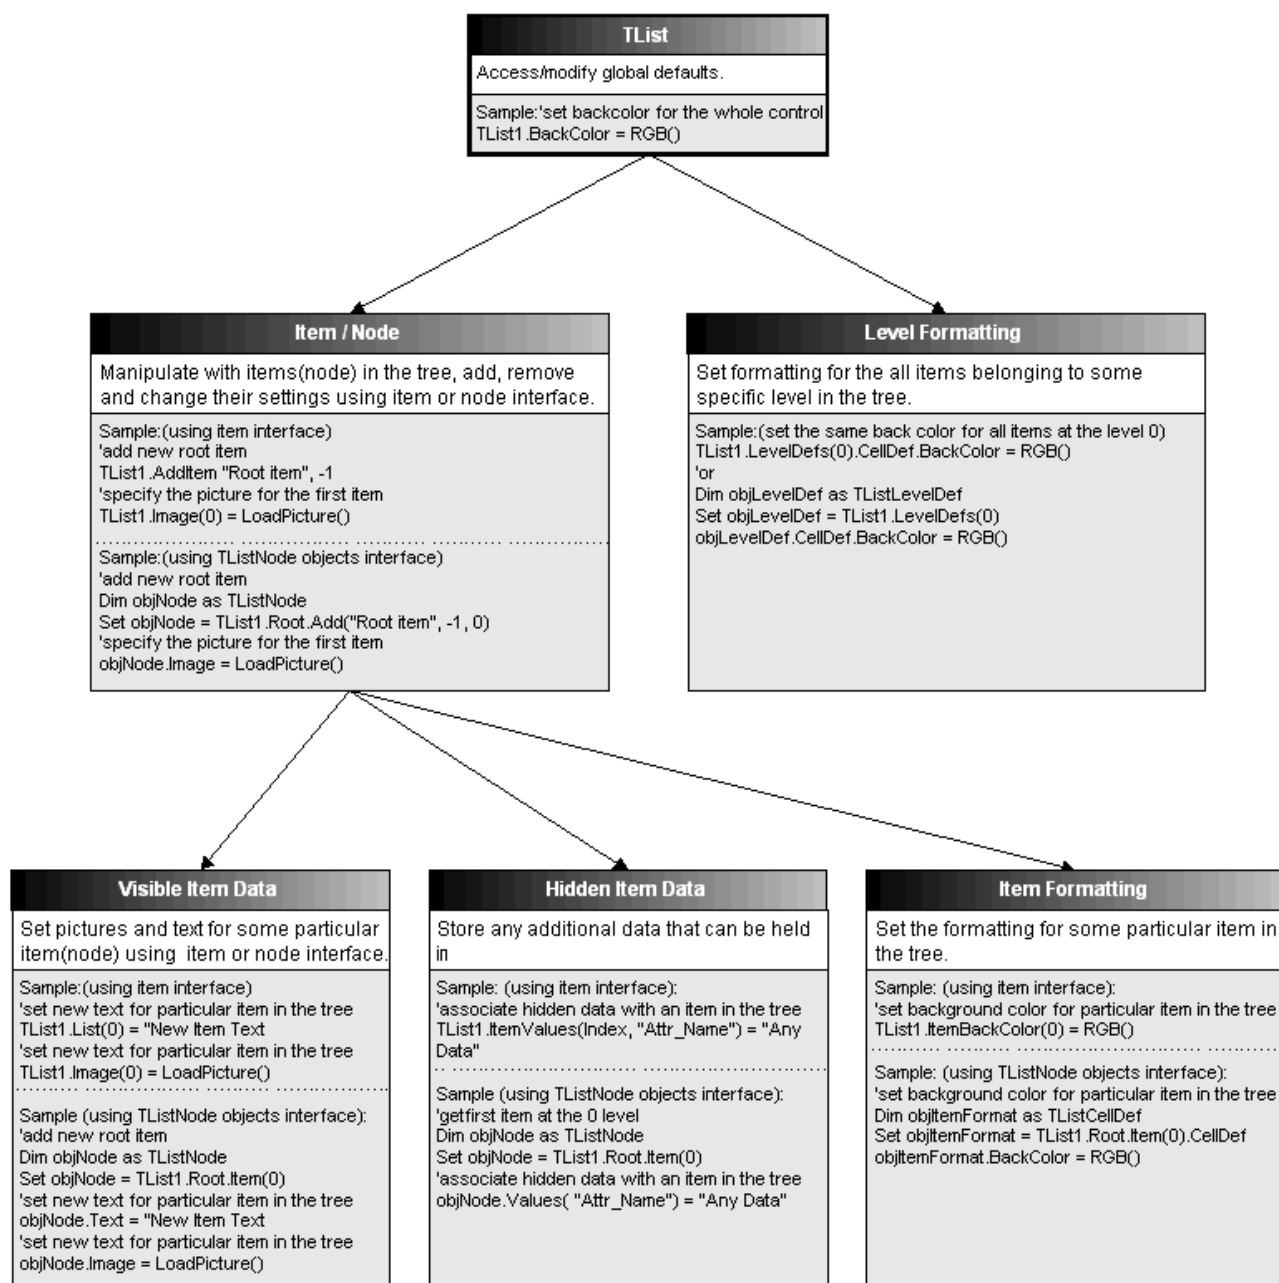 TList
Access/modify global defaults.
Sample:'set backcolor for the whole control
TList1.BackColor = RGB()
Item / Node
Manipulate with items(node) in the tree, add, remove
and change their settings using item or node interface.
Sample:(using item interface)
'add new root item
TList1.AddItem "Root item", -1
'specify the picture for the first item
TList1.Image(0) = LoadPicture()
Sample:(using TListNode objects interface)
'add new root item
Dim objNode as TListNode
Set objNode = TList1.Root.Add("Root item", -1, 0)
'specify the picture for the first item
objNode.Image = LoadPicture()
Level Formatting
Set formatting for the all items belonging to some
specific level in the tree.
Sample:(set the same back color for all items at the level 0)
TList1.LevelDefs(0).CellDef.BackColor = RGB()
'or
Dim objLevelDef as TListLevelDef
Set objLevelDef = TList1.LevelDefs(0)
objLevelDef.CellDef.BackColor = RGB()
Visible Item Data
Set pictures and text for some particular
item(node) using item or node interface.
Sample:(using item interface)
'set new text for particular item in the tree
TList1.List(0) = "New Item Text
'set new text for particular item in the tree
TList1.Image(0) = LoadPicture()
Sample (using TListNode objects interface):
'add new root item
Dim objNode as TListNode
Set objNode = TList1.Root.Item(0)
'set new text for particular item in the tree
objNode.Text = "New Item Text
'set new text for particular item in the tree
objNode.Image = LoadPicture()
Hidden Item Data
Store any additional data that can be held
in
Sample: (using item interface):
'associate hidden data with an item in the tree
TList1.ItemValues(Index, "Attr_Name") = "Any
Data"
Sample (using TListNode objects interface):
'getfirst item at the 0 level
Dim objNode as TListNode
Set objNode = TList1.Root.Item(0)
'associate hidden data with an item in the tree
objNode.Values( "Attr_Name") = "Any Data"
Item Formatting
Set the formatting for some particular item in
the tree.
Sample: (using item interface):
'set background color for particular item in the tree
TList1.ItemBackColor(0) = RGB()
Sample: (using TListNode objects interface):
'set background color for particular item in the tree
Dim objItemFormat as TListCellDef
Set objItemFormat = TList1.Root.Item(0).CellDef
objItemFormat.BackColor = RGB()